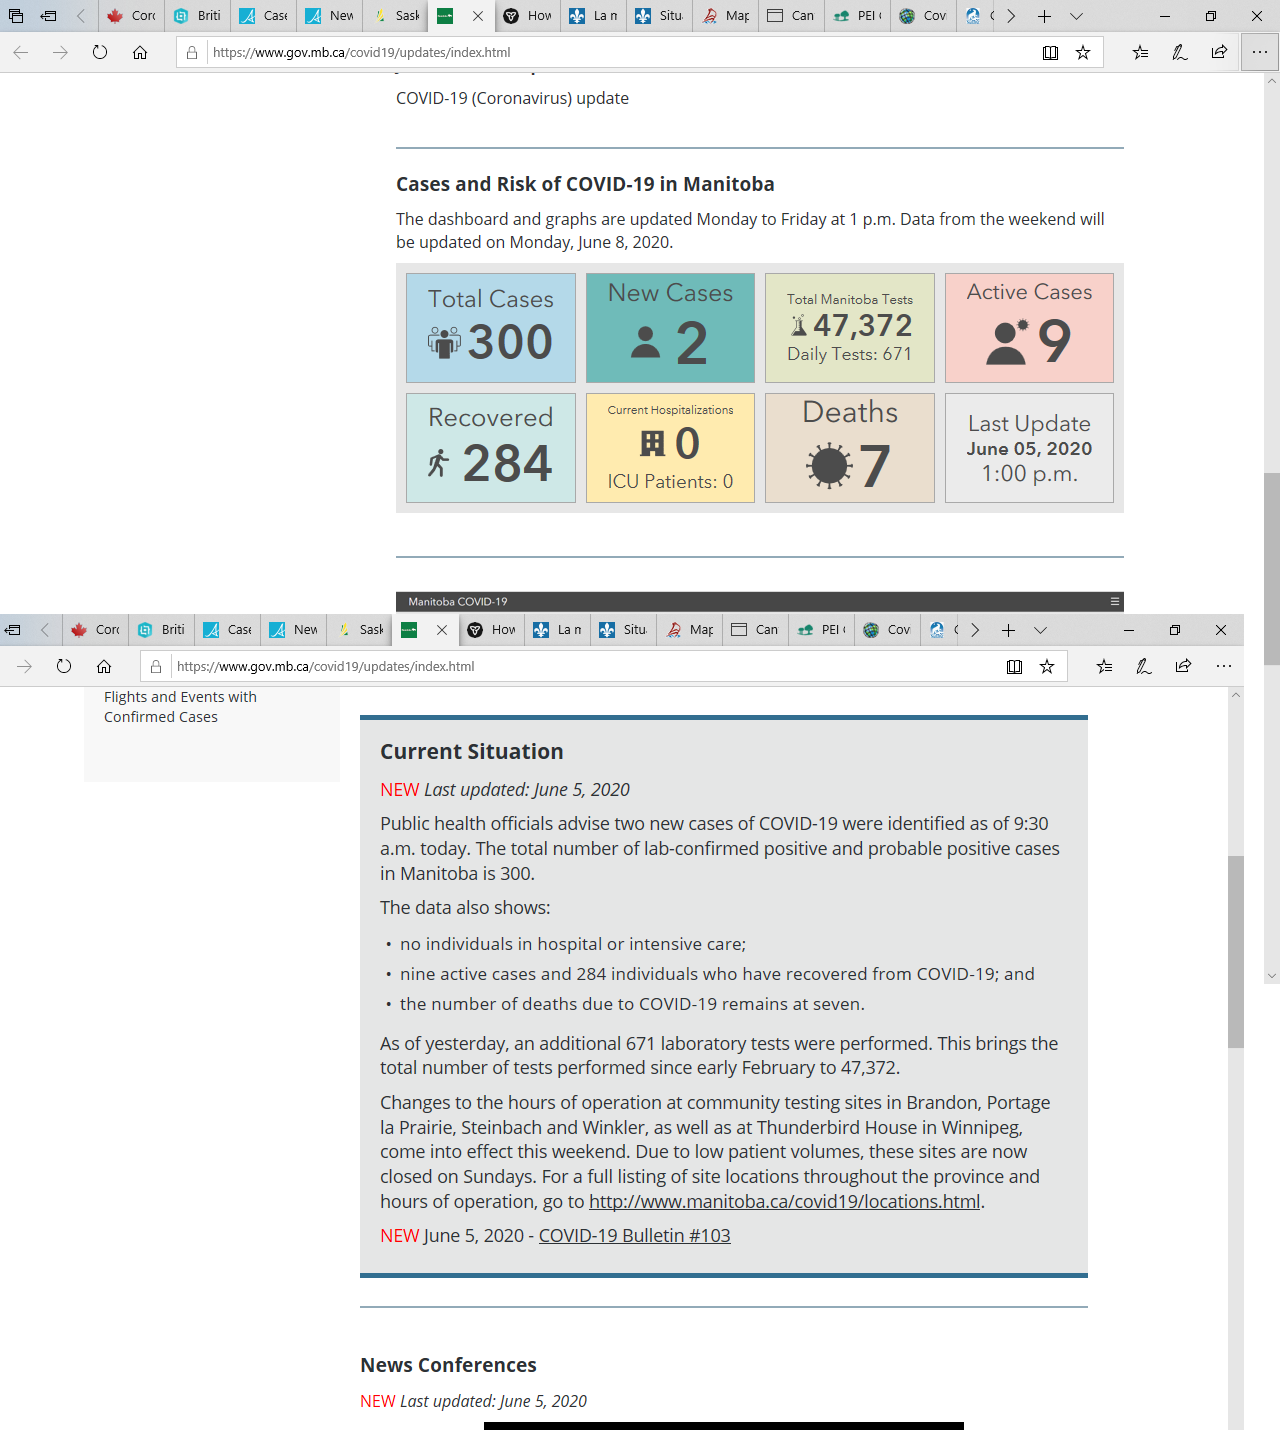 Corc
Briti
Case
New
Sask
How
La n
Situ
Map
Can
PEI (
Cov
https://www.gov.mb.ca/covid19/updates/index.html
COVID-19 (Coronavirus) update
Cases and Risk of COVID-19 in Manitoba
The dashboard and graphs are updated Monday to Friday at 1 p.m. Data from the weekend will
be updated on Monday, June 8, 2020.
Total Cases
300
New Cases
2
Total Manitoba Tests
47,372
Daily Tests: 671
Active Cases
9
Recovered
284
Current Hospitalizations
0
ICU Patients: 0
Deaths
7
Last Update
June 05, 2020
1:00 p.m.
Manitoba COVID-19
Corc
Briti
Case
New
Sask
How
La n
Situ
Map
Can
PEI (
Cov
https://www.gov.mb.ca/covid19/updates/index.html
Flights and Events with
Confirmed Cases
Current Situation
NEW Last updated: June 5, 2020
Public health officials advise two new cases of COVID-19 were identified as of 9:30
a.m. today. The total number of lab-confirmed positive and probable positive cases
in Manitoba is 300.
The data also shows:
• no individuals in hospital or intensive care;
• nine active cases and 284 individuals who have recovered from COVID-19; and
• the number of deaths due to COVID-19 remains at seven.
As of yesterday, an additional 671 laboratory tests were performed. This brings the
total number of tests performed since early February to 47,372.
Changes to the hours of operation at community testing sites in Brandon, Portage
la Prairie, Steinbach and Winkler, as well as at Thunderbird House in Winnipeg,
come into effect this weekend. Due to low patient volumes, these sites are now
closed on Sundays. For a full listing of site locations throughout the province and
hours of operation, go to http://www.manitoba.ca/covid19/locations.html.
NEW June 5, 2020 - COVID-19 Bulletin #103
News Conferences
NEW Last updated: June 5, 2020